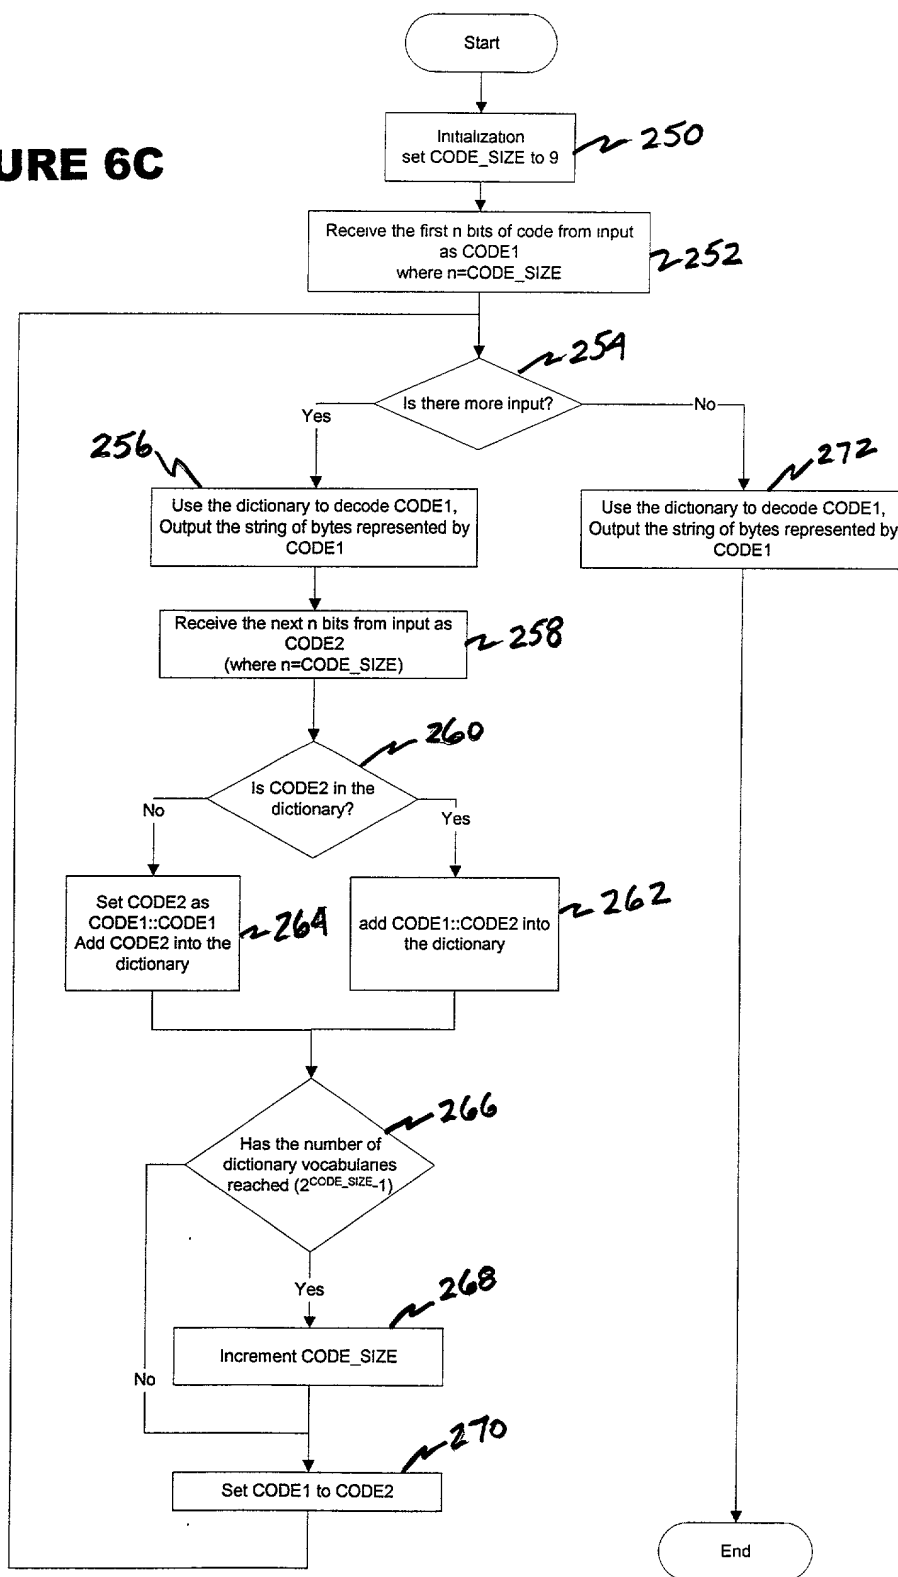 Start
Initialization
set CODE_SIZE to 9
250
URE 6C
Receive the first n bits of code from input
as CODE1
where n=CODE_SIZE
252
254
Is there more input?
Yes
No
256
272
Use the dictionary to decode CODE1,
Output the string of bytes represented by
CODE1
Use the dictionary to decode CODE1,
Output the string of bytes represented by
CODE1
Receive the next n bits from input as
CODE2
(where n=CODE_SIZE)
258
260
Is CODE2 in the
dictionary?
No
Yes
Set CODE2 as
CODE1::CODE1
Add CODE2 into the
dictionary
264
add CODE1::CODE2 into
the dictionary
262
266
Has the number of
dictionary vocabularies
reached (2^CODE_SIZE-1)
Yes
268
Increment CODE_SIZE
No
270
Set CODE1 to CODE2
End